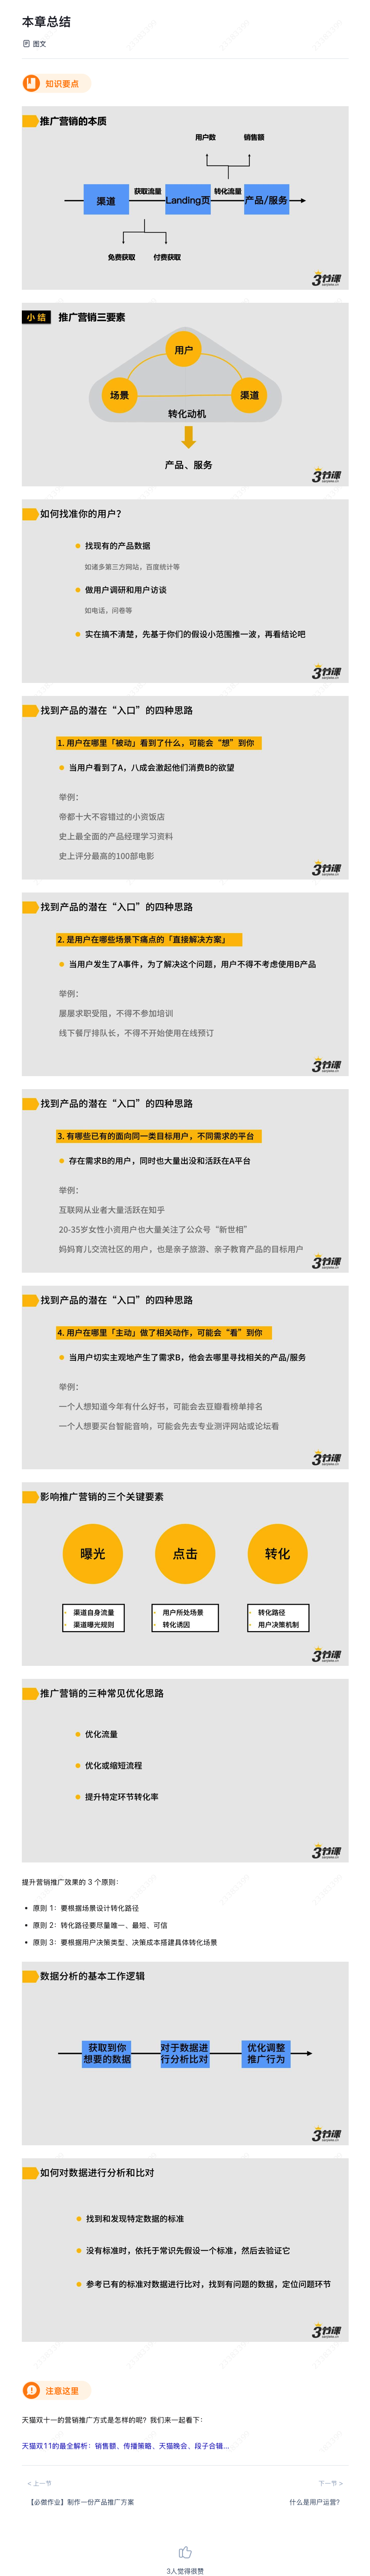 本章总结
图文
知识要点
推广营销的本质
用户数 销售额
渠道 获取流量 Landing页 转化流量 产品/服务
免费获取 付费获取
3节课
小结 推广营销三要素
用户
场景 渠道
转化动机
产品、服务
3节课
如何找准你的用户?
找现有的产品数据
如诸多第三方网站，百度统计等
做用户调研和用户访谈
如电话，问卷等
实在搞不清楚，先基于你们的假设小范围推一波，再看结论吧
3节课
找到产品的潜在“入口”的四种思路
1. 用户在哪里「被动」看到了什么，可能会“想”到你
当用户看到了A，八成会激起他们消费B的欲望
举例：
帝都十大不容错过的小资饭店
史上最全面的产品经理学习资料
史上评分最高的100部电影
3节课
找到产品的潜在“入口”的四种思路
2. 是用户在哪些场景下痛点的「直接解决方案」
当用户发生了A事件，为了解决这个问题，用户不得不考虑使用B产品
举例：
屡屡求职受阻，不得不参加培训
线下餐厅排队长，不得不开始使用在线预订
3节课
找到产品的潜在“入口”的四种思路
3. 有哪些已有的面向同一类目标用户，不同需求的平台
存在需求B的用户，同时也大量出没和活跃在A平台
举例：
互联网从业者大量活跃在知乎
20-35岁女性小资用户也大量关注了公众号“新世相”
妈妈育儿交流社区的用户，也是亲子旅游、亲子教育产品的目标用户
3节课
找到产品的潜在“入口”的四种思路
4. 用户在哪里「主动」做了相关动作，可能会“看”到你
当用户切实主观地产生了需求B，他会去哪里寻找相关的产品/服务
举例：
一个人想知道今年有什么好书，可能会去豆瓣看榜单排名
一个人想要买台智能音响，可能会先去专业测评网站或论坛看
3节课
影响推广营销的三个关键要素
曝光 点击 转化
渠道自身流量 用户所处场景 转化路径
渠道曝光规则 转化诱因 用户决策机制
3节课
推广营销的三种常见优化思路
优化流量
优化或缩短流程
提升特定环节转化率
3节课
提升营销推广效果的 3 个原则：
原则 1：要根据场景设计转化路径
原则 2：转化路径要尽量唯一、最短、可信
原则 3：要根据用户决策类型、决策成本搭建具体转化场景
数据分析的基本工作逻辑
获取到你 对于数据进 优化调整
想要的数据 行分析比对 推广行为
3节课
如何对数据进行分析和比对
找到和发现特定数据的标准
没有标准时，依托于常识先假设一个标准，然后去验证它
参考已有的标准对数据进行比对，找到有问题的数据，定位问题环节
3节课
注意这里
天猫双十一的营销推广方式是怎样的呢？我们来一起看下：
天猫双11的最全解析：销售额、传播策略、天猫晚会、段子合辑...
< 上一节 下一节 >
【必做作业】制作一份产品推广方案 什么是用户运营?
3人觉得很赞